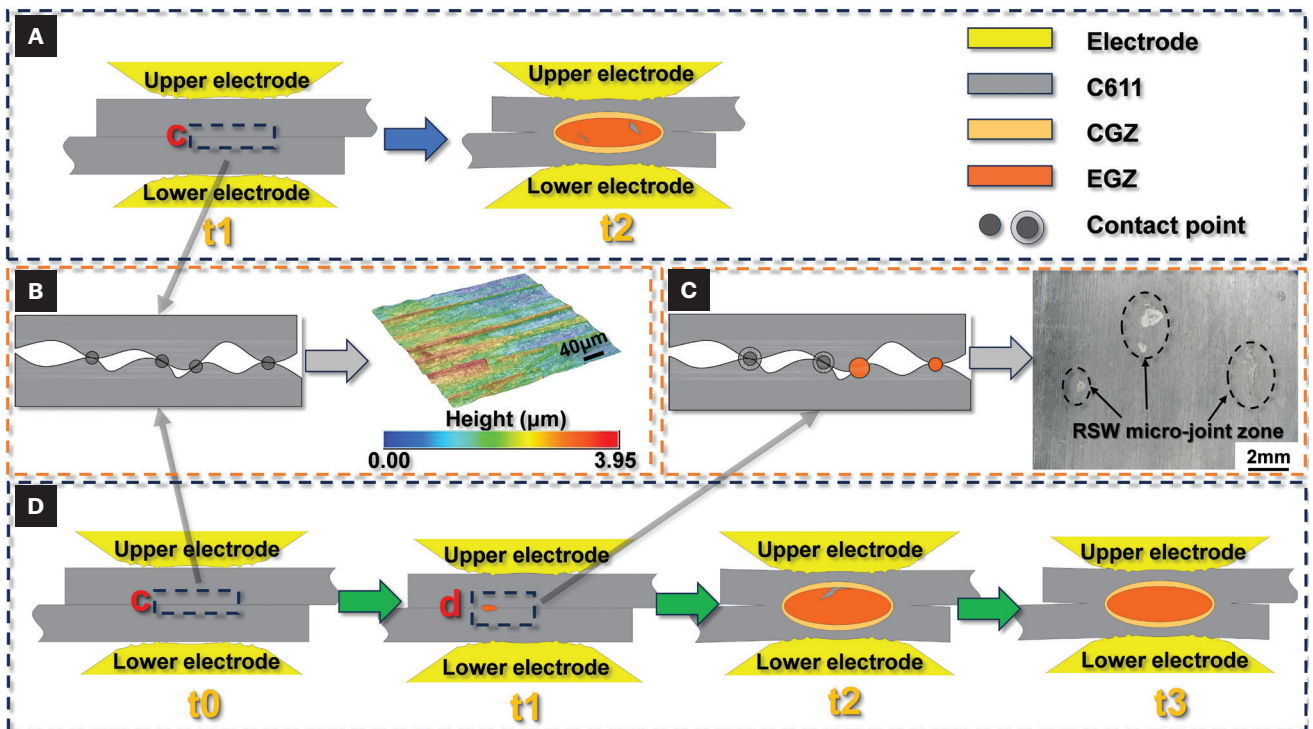 A
Upper electrode
c
Lower electrode
t1
Upper electrode
Lower electrode
t2
Electrode
C611
CGZ
EGZ
Contact point
B
40μm
Height (μm)
0.00
3.95
C
RSW micro-joint zone
2mm
D
Upper electrode
c
Lower electrode
t0
Upper electrode
d
Lower electrode
t1
Upper electrode
Lower electrode
t2
Upper electrode
Lower electrode
t3